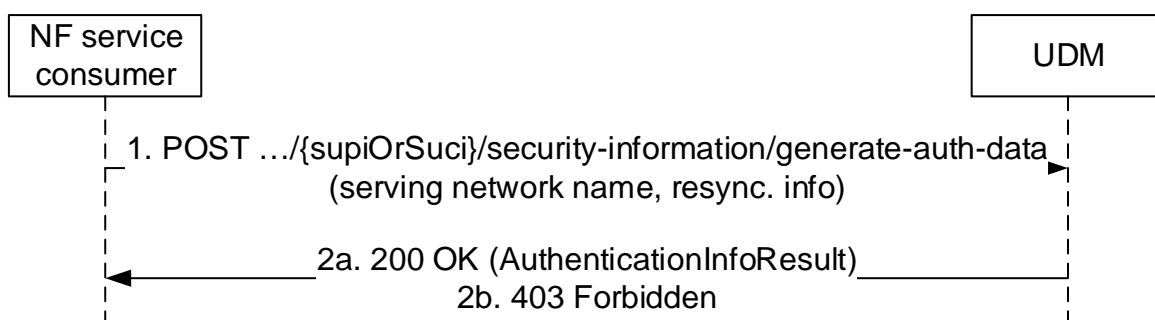 NF service
consumer
UDM
1. POST …/{supiOrSuci}/security-information/generate-auth-data
(serving network name, resync. info)
2a. 200 OK (AuthenticationInfoResult)
2b. 403 Forbidden